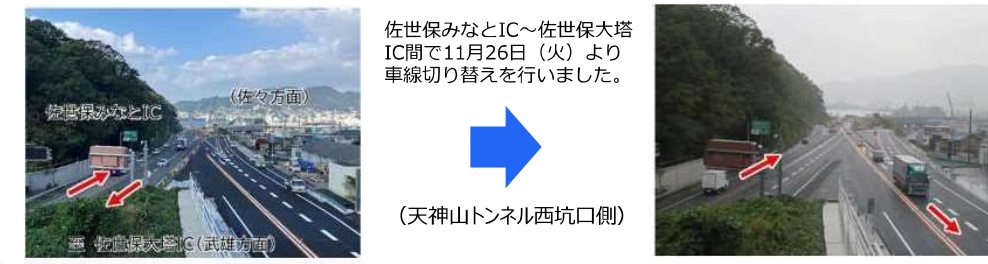 佐世保みなとIC
(佐々方面)
至 佐世保大塔IC(武雄方面)
佐世保みなとIC～佐世保大塔
IC間で11月26日（火）より
車線切り替えを行いました。
（天神山トンネル西坑口側）